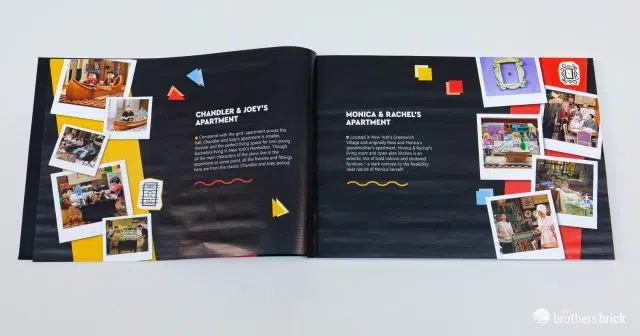 CHANDLER & JOEY'S
APARTMENT
Compared with the girls' apartment across the
hall, Chandler and Joey's apartment is smaller,
messier and the perfect living space for two young
bachelors living in New York's Manhattan. Though
all the main characters of the show live in the
apartment at some point, all the fixtures and fittings
here are from the classic Chandler and Joey period.
MONICA & RACHEL'S
APARTMENT
Located in New York's Greenwich
Village and originally Ross and Monica's
grandmother's apartment, Monica & Rachel's
living room and open-plan kitchen is an
eclectic mix of bold colours and cluttered
furniture – a stark contrast to the freakishly
neat nature of Monica herself!
the
brothersbrick